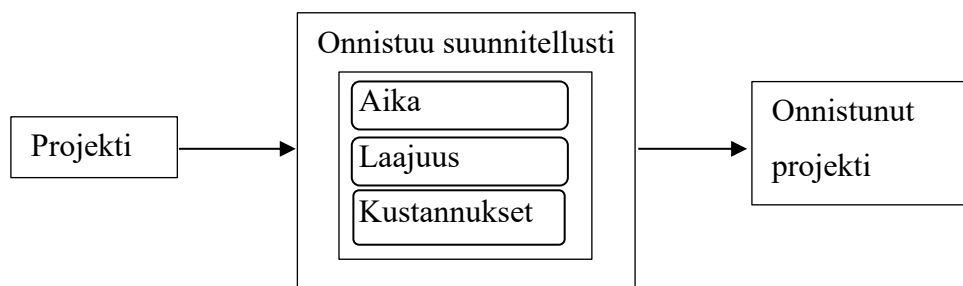 Projekti
Onnistuu suunnitellusti
Aika
Laajuus
Kustannukset
Onnistunut
projekti